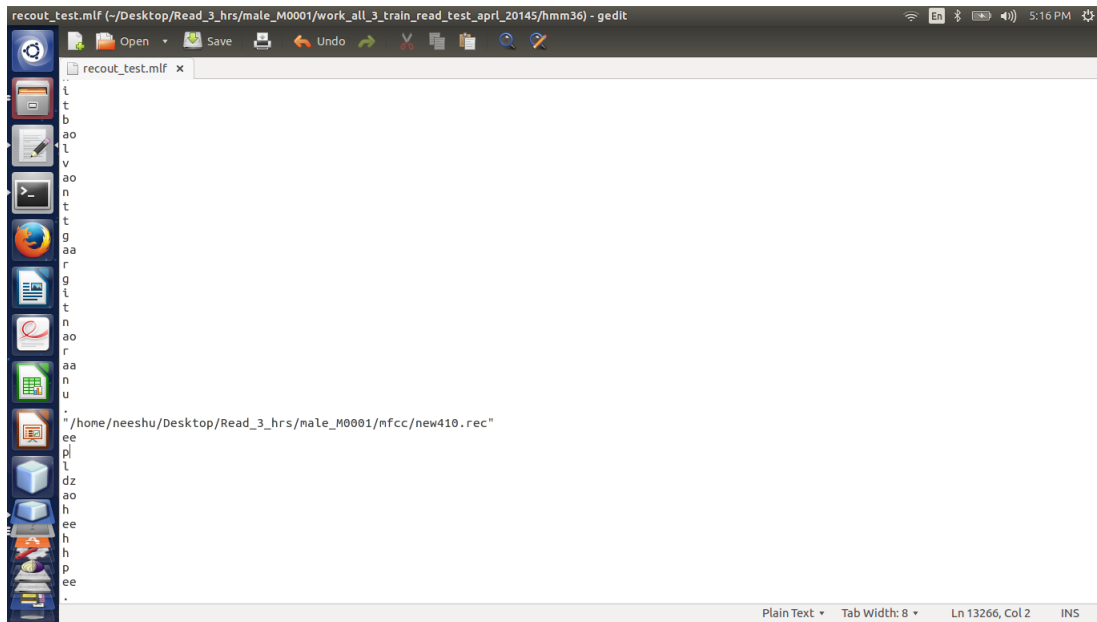 recout_test.mlf (~/Desktop/Read_3_hrs/male_M0001/work_all_3_train_read_test_aprl_20145/hmm36) - gedit
En
5:16 PM
Open
Save
Undo
recout_test.mlf ×
i
t
b
ao
l
v
ao
n
t
t
g
aa
r
g
i
t
n
ao
r
aa
n
u
.
"/home/neeshu/Desktop/Read_3_hrs/male_M0001/mfcc/new410.rec"
ee
p
l
dz
ao
h
ee
h
h
p
ee
.
Plain Text
Tab Width: 8
Ln 13266, Col 2
INS